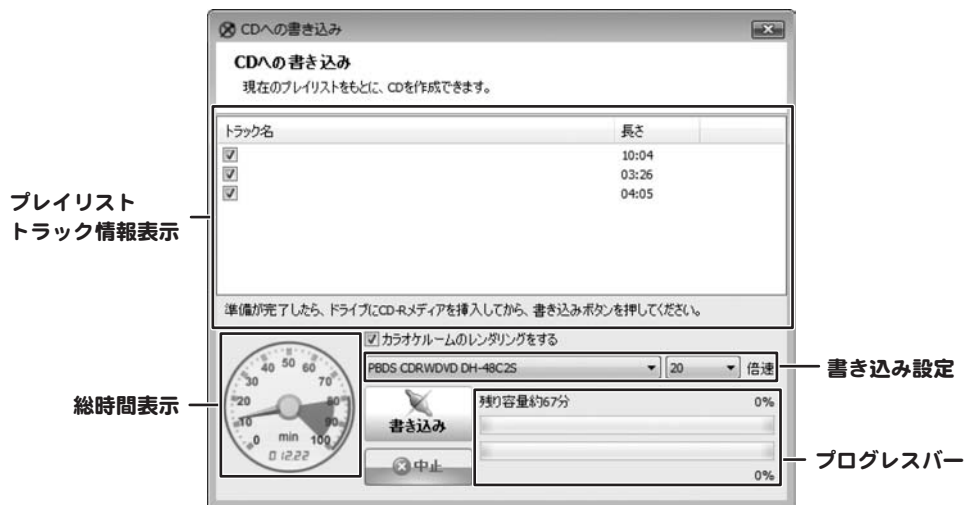 CDへの書き込み
CDへの書き込み
現在のプレイリストをもとに、CDを作成できます。
トラック名 長さ
10:04
03:26
04:05
プレイリスト
トラック情報表示
準備が完了したら、ドライブにCD-Rメディアを挿入してから、書き込みボタンを押してください。
カラオケルームのレンダリングをする
PBDS CDRWDVD DH-48C2S 20 倍速
書き込み設定
0 10 20 30 40 50 60 70 80 90 100
min
総時間表示
書き込み
中止
残り容量約67分 0%
0%
プログレスバー